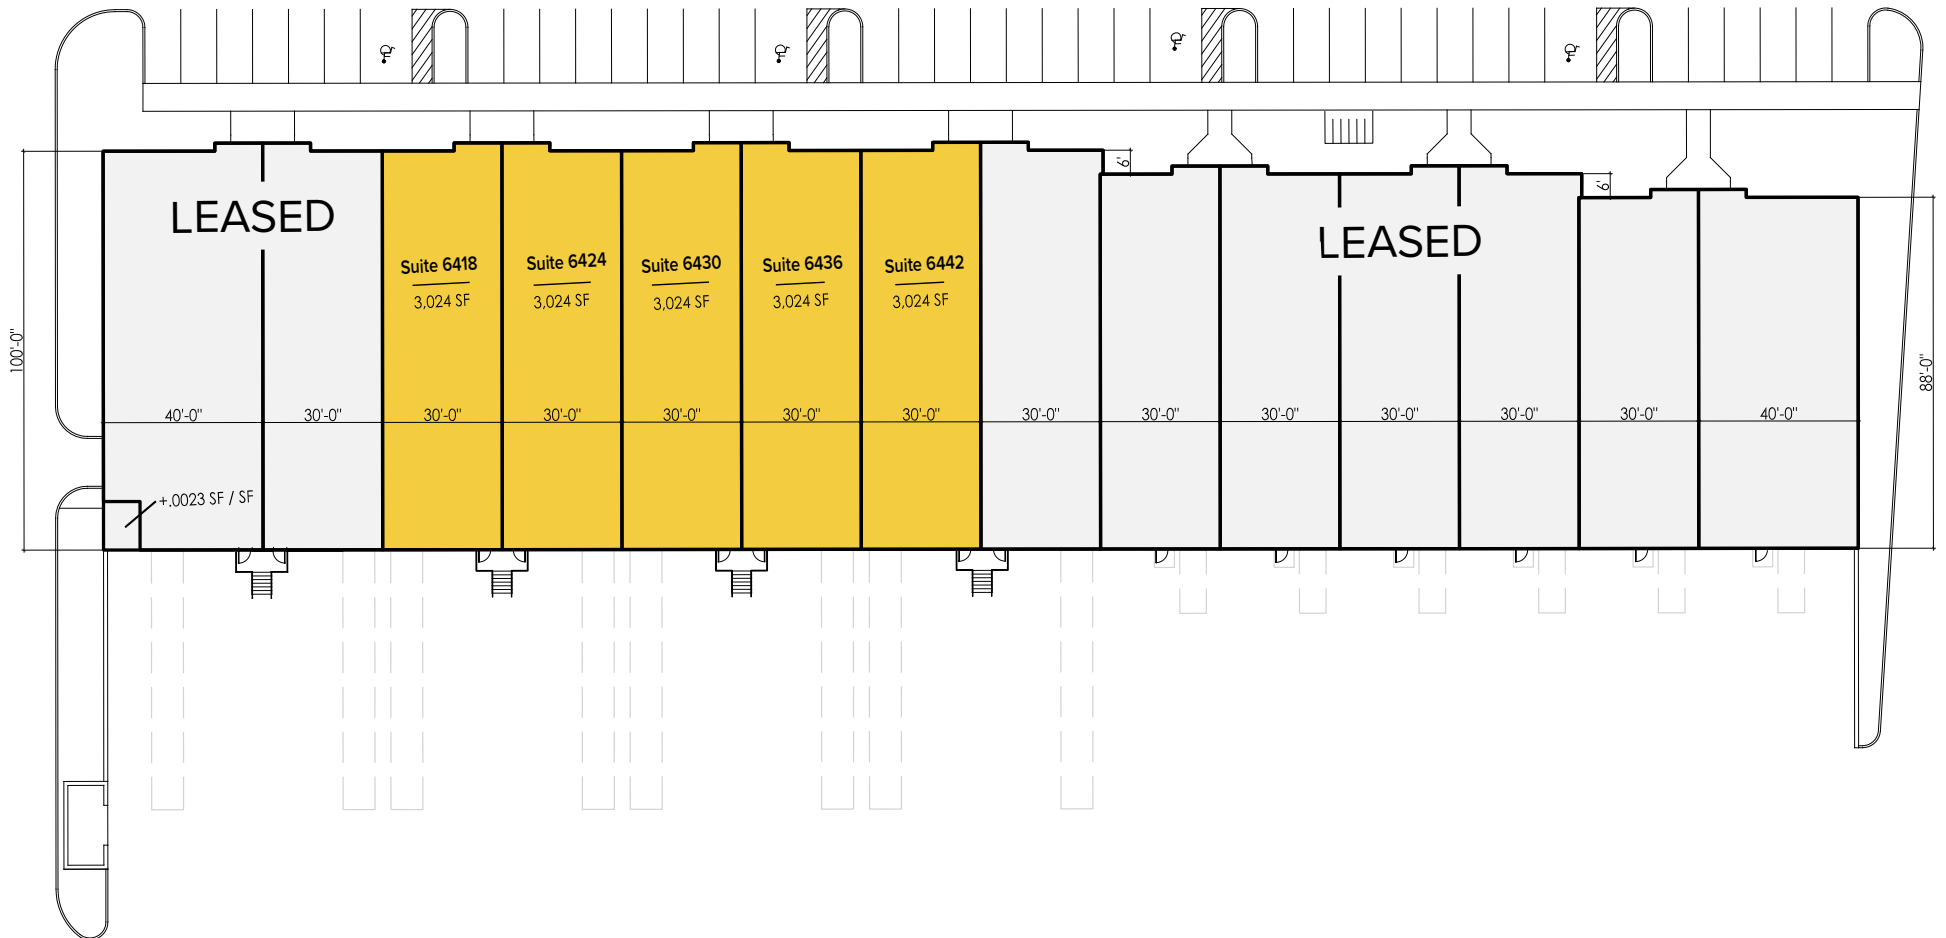 6'
6'
LEASED
LEASED
Suite 6418
3,024 SF
Suite 6424
3,024 SF
Suite 6430
3,024 SF
Suite 6436
3,024 SF
Suite 6442
3,024 SF
100'-0"
88'-0"
40'-0"
30'-0"
30'-0"
30'-0"
30'-0"
30'-0"
30'-0"
30'-0"
30'-0"
30'-0"
30'-0"
30'-0"
30'-0"
40'-0"
+.0023 SF / SF